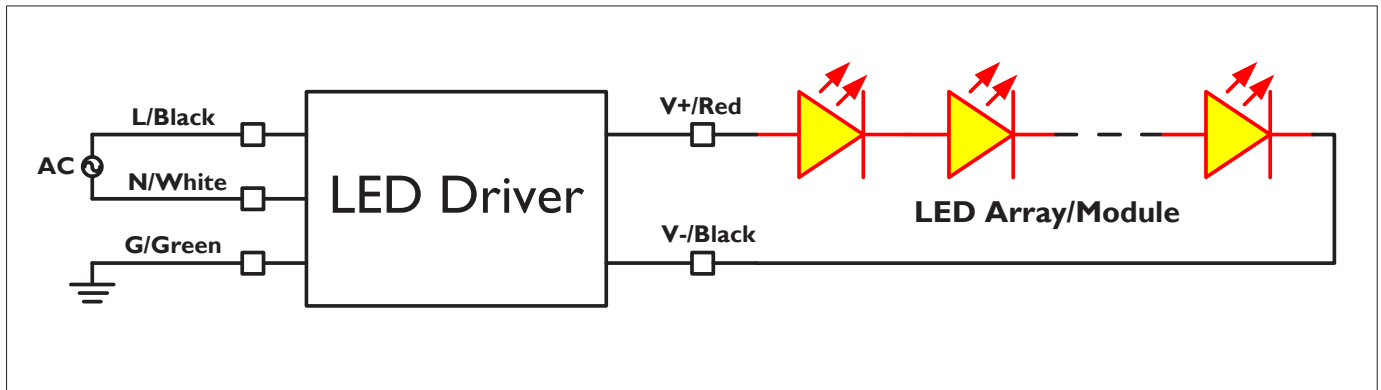 L/Black
V+/Red
AC
N/White
LED Driver
LED Array/Module
G/Green
V-/Black